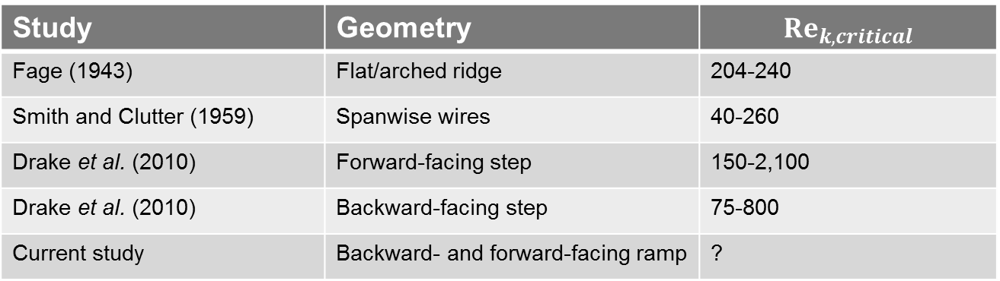 Study Geometry Re𝑘,𝑐𝑟𝑖𝑡𝑖𝑐𝑎𝑙
Fage (1943) Flat/arched ridge 204-240
Smith and Clutter (1959) Spanwise wires 40-260
Drake et al. (2010) Forward-facing step 150-2,100
Drake et al. (2010) Backward-facing step 75-800
Current study Backward- and forward-facing ramp ?